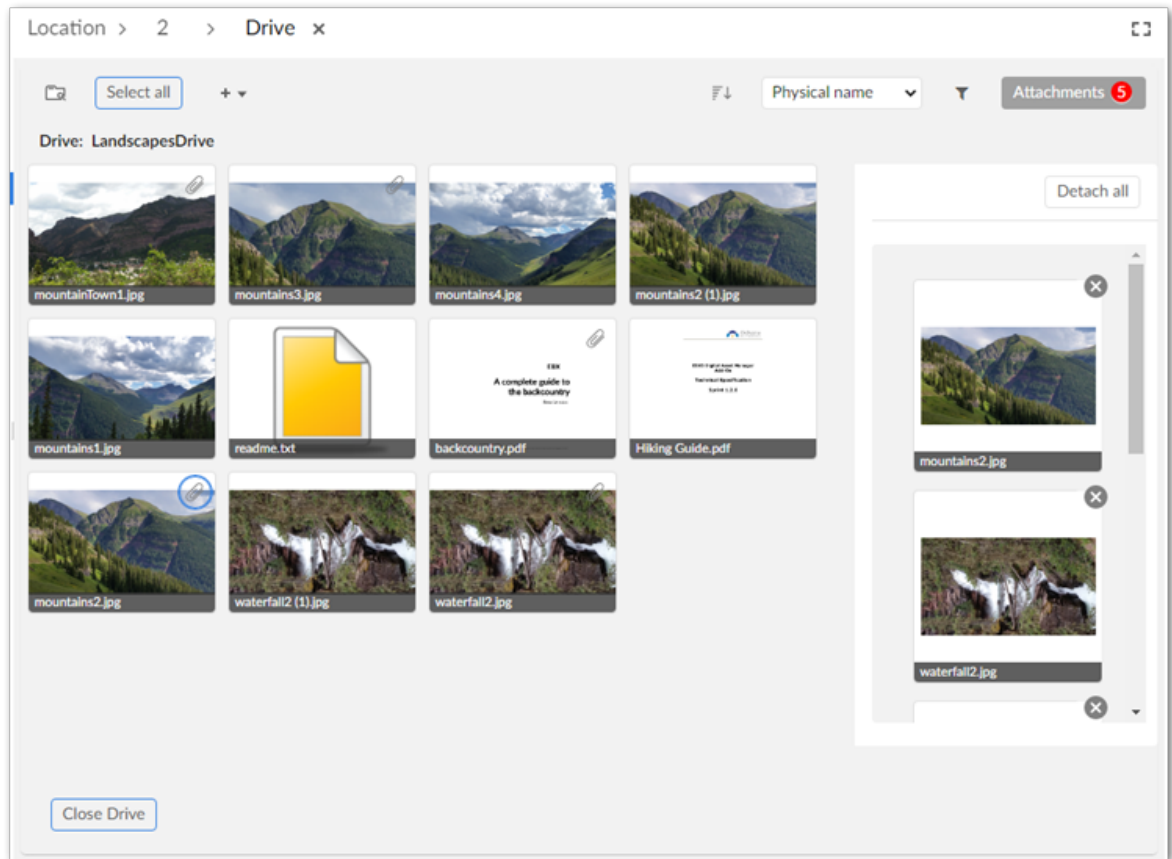 Location > 2 > Drive ×
Select all + Physical name Attachments 5
Drive: LandscapesDrive
Detach all
mountainTown1.jpg mountains3.jpg mountains4.jpg mountains2 (1).jpg
A complete guide to
the backcountry
Technical Specification
mountains1.jpg readme.txt backcountry.pdf Hiking Guide.pdf
mountains2.jpg
mountains2.jpg waterfall2 (1).jpg waterfall2.jpg
waterfall2.jpg
Close Drive